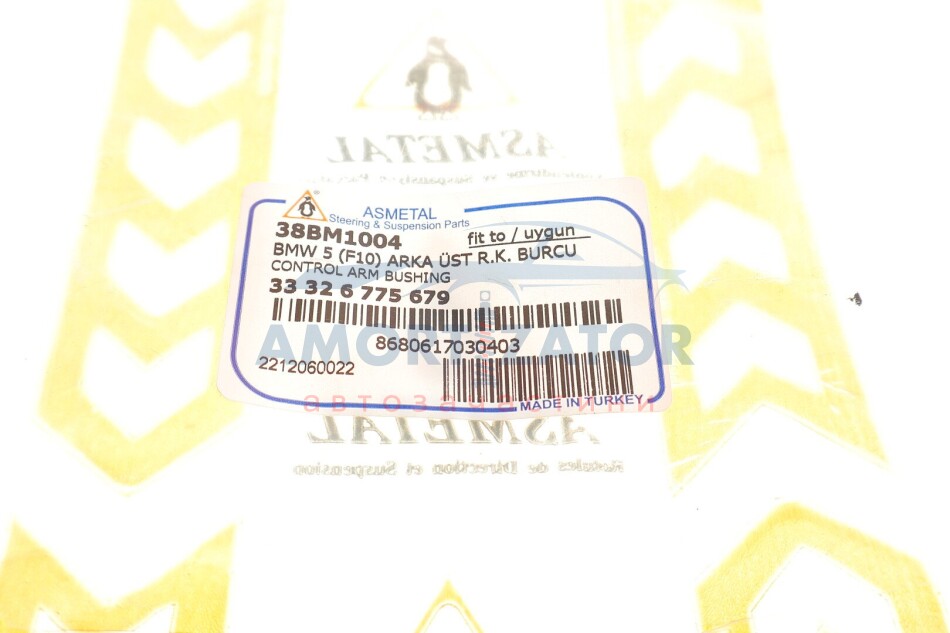 ASMETAL
ASMETAL
Steering & Suspension Parts
38BM1004
fit to / uygun
BMW 5 (F10) ARKA ÜST R.K. BURCU
CONTROL ARM BUSHING
33 32 6 775 679
8680617030403
AMORTIZATOR
2212060022
MADE IN TURKEY
ASMETAL
Rotules de Direction et Suspension